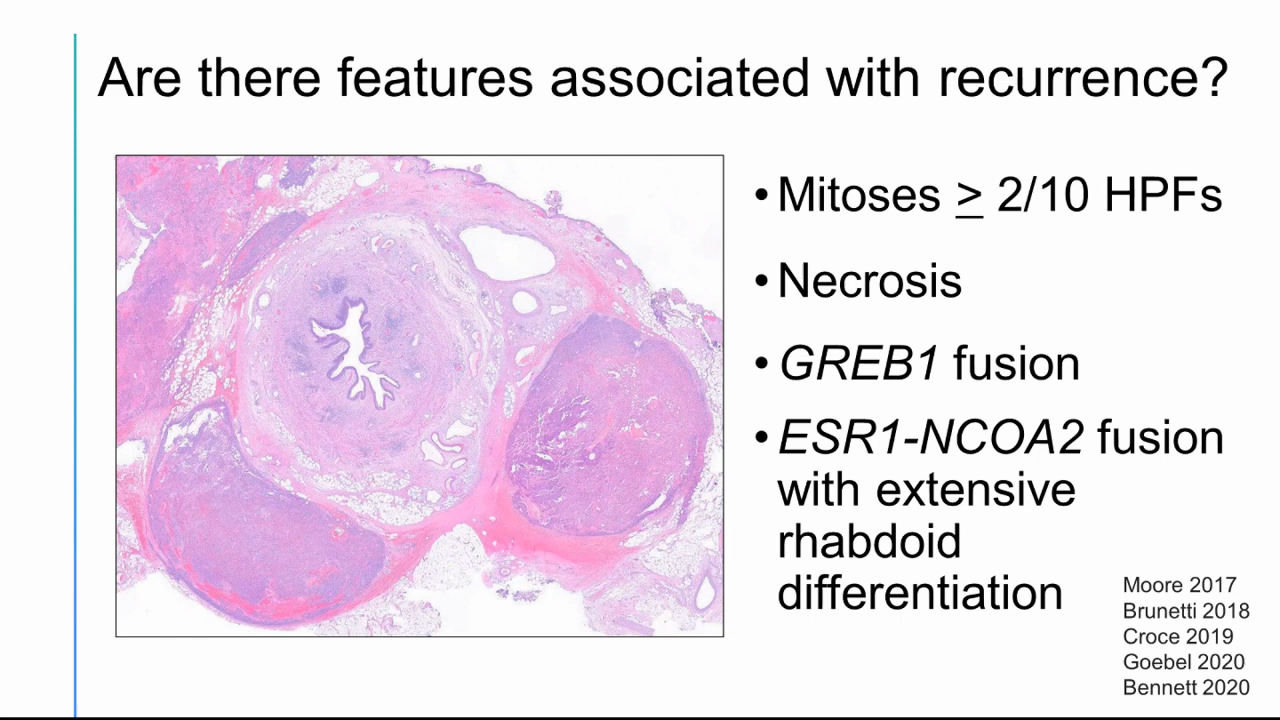 Are there features associated with recurrence?
• Mitoses ≥ 2/10 HPFs
• Necrosis
• GREB1 fusion
• ESR1-NCOA2 fusion
with extensive
rhabdoid
differentiation
Moore 2017
Brunetti 2018
Croce 2019
Goebel 2020
Bennett 2020